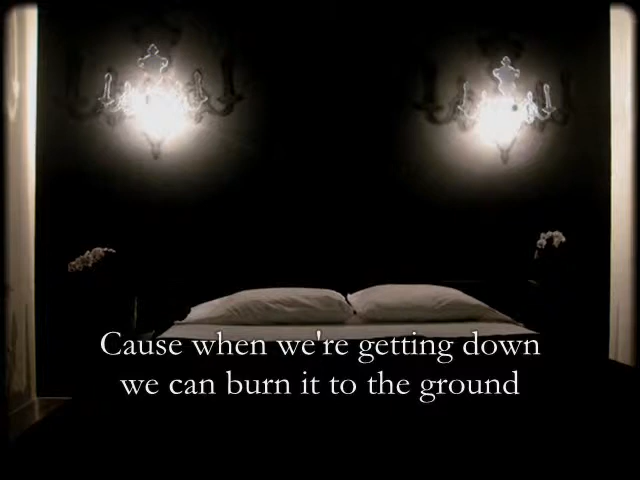 Cause when we're getting down
we can burn it to the ground